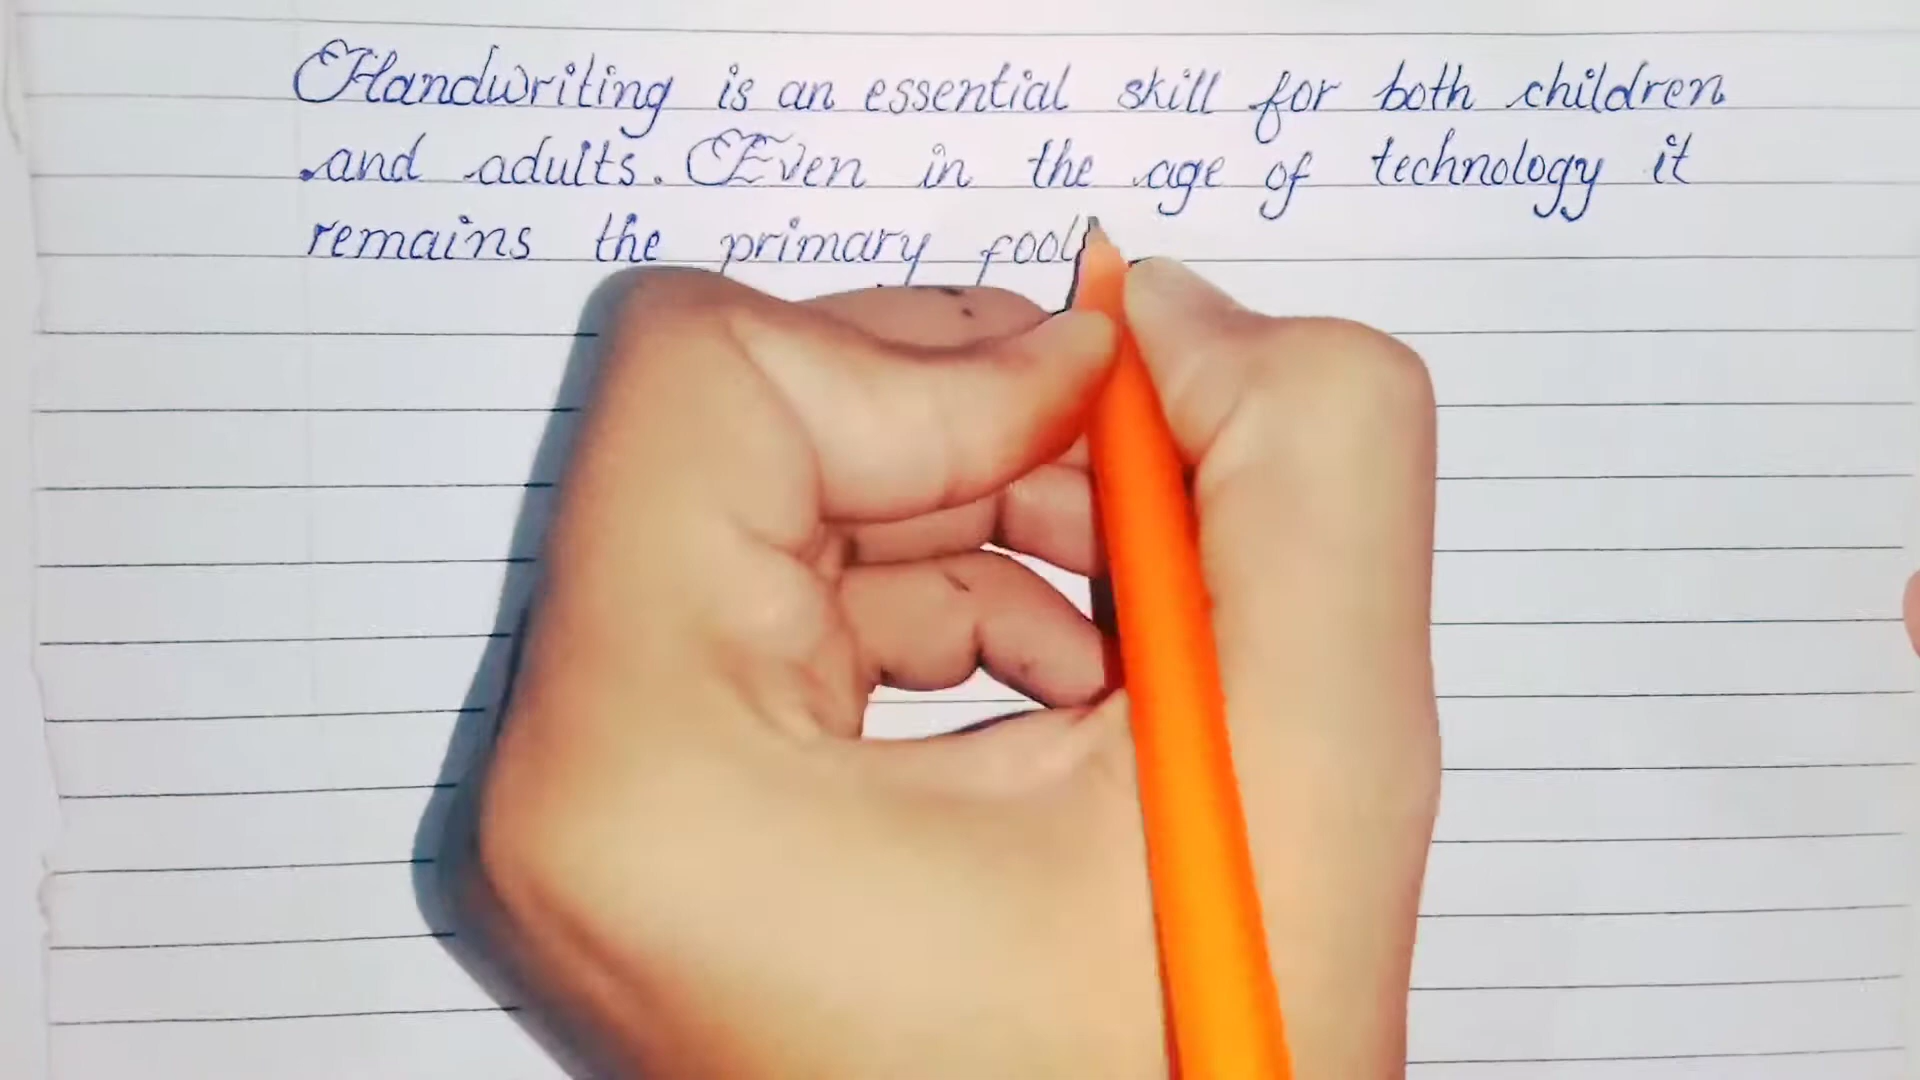 Handwriting is an essential skill for both children
and adults. Even in the age of technology it
remains the primary fool